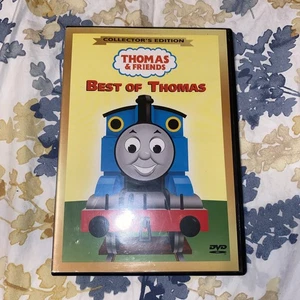 COLLECTOR'S EDITION
THOMAS
& FRIENDS
BEST OF THOMAS
DVD